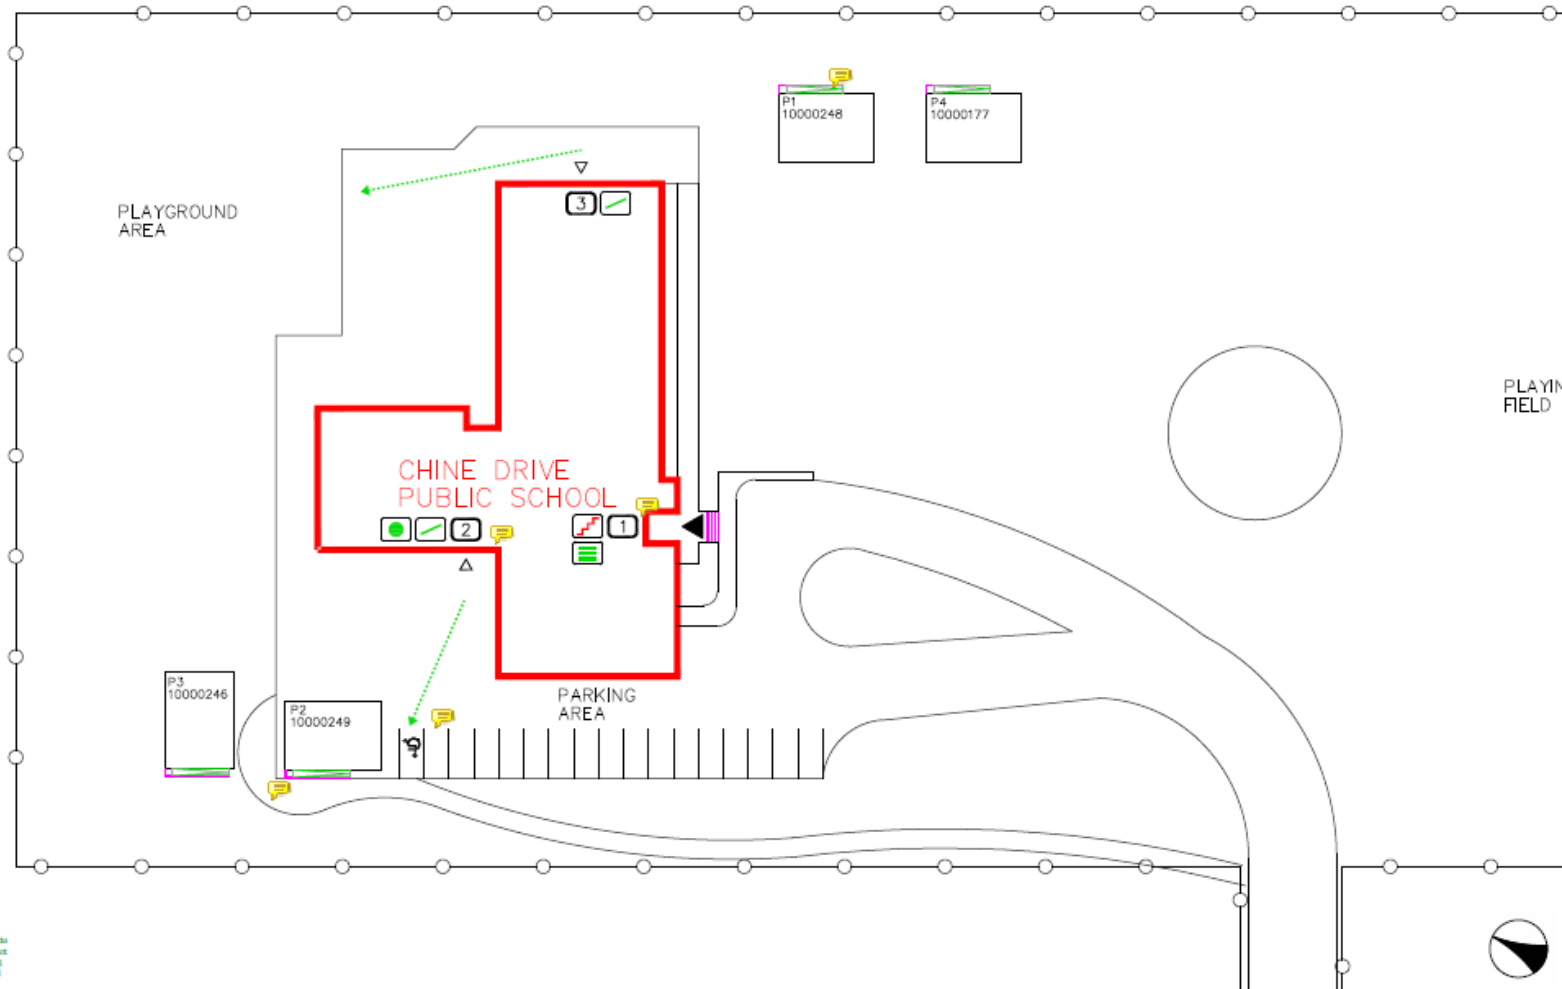 P1
10000248
P4
10000177
PLAYGROUND
AREA
3
PLAYIN
FIELD
CHINE DRIVE
PUBLIC SCHOOL
2
1
P3
10000246
P2
10000249
PARKING
AREA